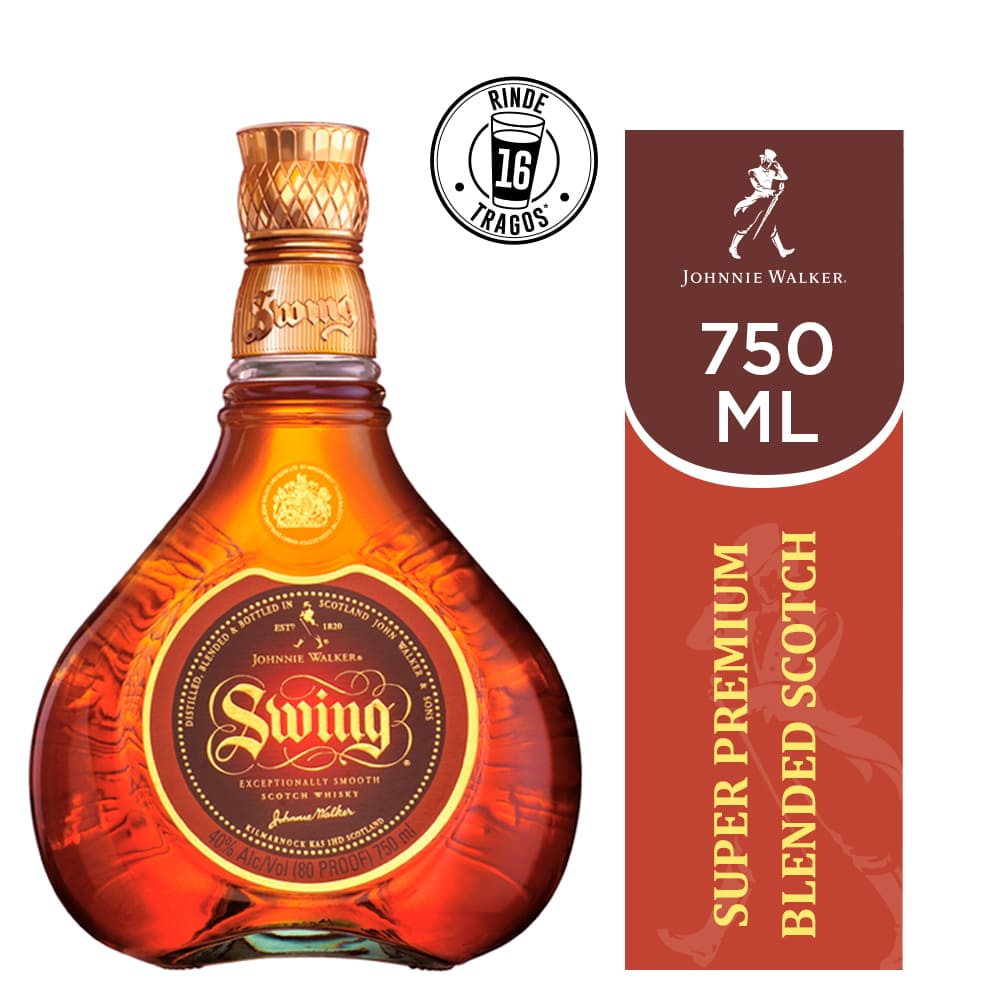 RINDE
16
TRAGOS*
JOHNNIE WALKER.
750
ML
SUPER PREMIUM
BLENDED SCOTCH
Swing
DISTILLED, BLENDED & BOTTLED IN SCOTLAND JOHN WALKER & SONS
ESTD 1820
JOHNNIE WALKER®
Swing®
EXCEPTIONALLY SMOOTH
SCOTCH WHISKY
Johnnie Walker
KILMARNOCK KA3 1HD SCOTLAND
40% Alc/Vol (80 PROOF) 750 ml